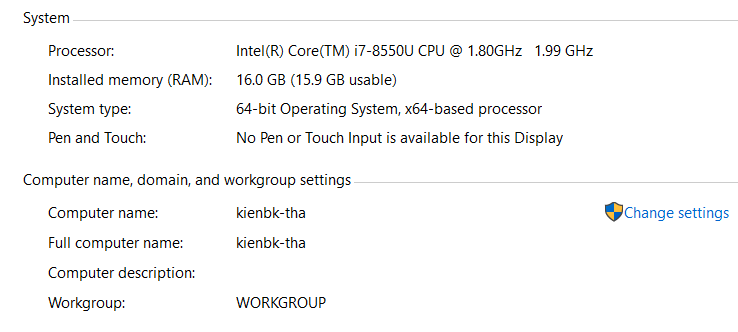 System
Processor: Intel(R) Core(TM) i7-8550U CPU @ 1.80GHz 1.99 GHz
Installed memory (RAM): 16.0 GB (15.9 GB usable)
System type: 64-bit Operating System, x64-based processor
Pen and Touch: No Pen or Touch Input is available for this Display
Computer name, domain, and workgroup settings
Computer name: kienbk-tha Change settings
Full computer name: kienbk-tha
Computer description:
Workgroup: WORKGROUP